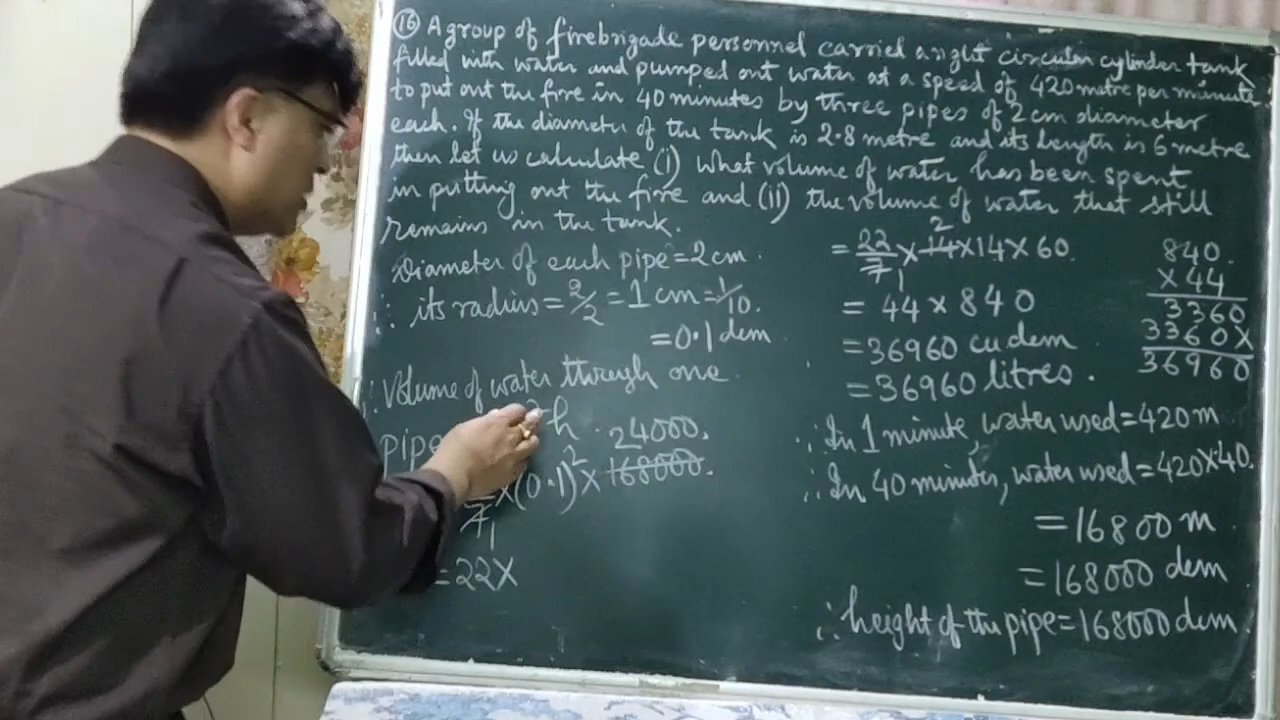 16 A group of firebrigade personnel carried a right circular cylinder tank
filled with water and pumped out water at a speed of 420 metre per minute
to put out the fire in 40 minutes by three pipes of 2 cm diameter
each. If the diameter of the tank is 2.8 metre and its length is 6 metre
then let us calculate (i) What volume of water has been spent
in putting out the fire and (ii) the volume of water that still
remains in the tank.
Diameter of each pipe = 2 cm.
∴ its radius = 2/2 = 1 cm = 1/10.
= 0.1 dcm
∴ Volume of water through one
pipe h
24000.
x (0.1)² x 168000.
7 1
= 22 x
2
= 22/7 x 14 x 14 x 60.
1
= 44 x 840
= 36960 cu dcm
= 36960 litres.
840.
x 44
3360
3360x
36960
∴ In 1 minute, water used = 420 m
∴ In 40 minutes, water used = 420 x 40.
= 16800 m
= 168000 dcm
∴ height of the pipe = 168000 dcm